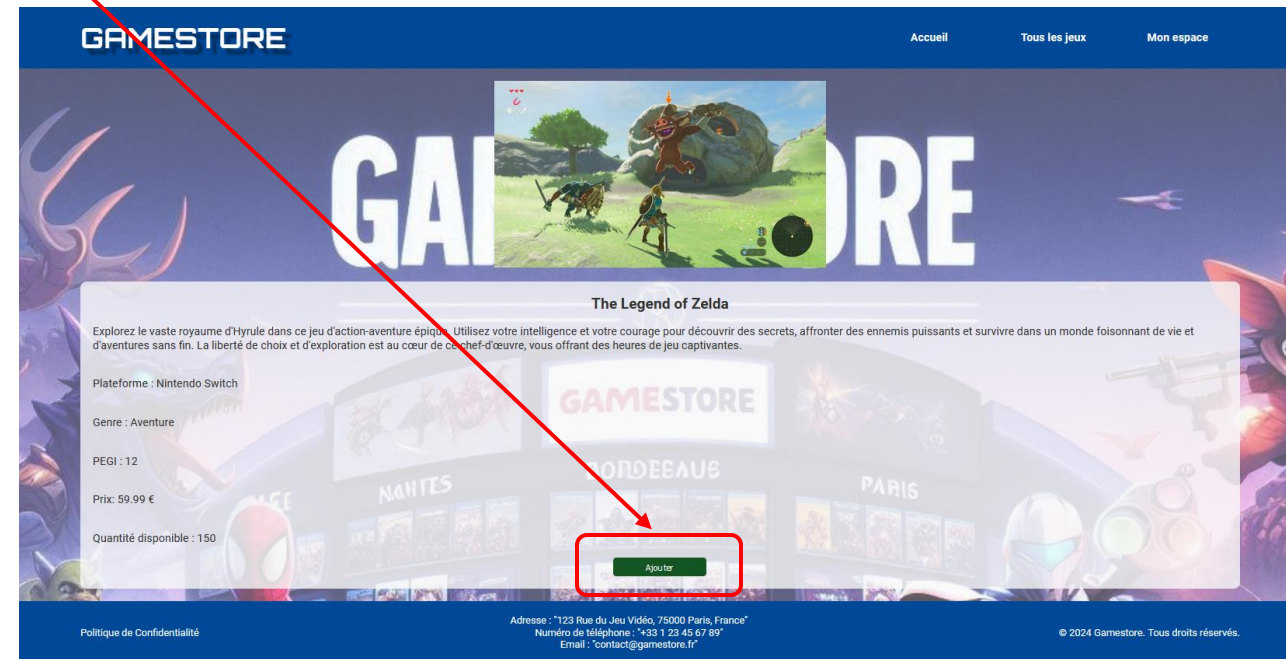 GAMESTORE
Accueil
Tous les jeux
Mon espace
The Legend of Zelda
Explorez le vaste royaume d'Hyrule dans ce jeu d'action-aventure épique. Utilisez votre intelligence et votre courage pour découvrir des secrets, affronter des ennemis puissants et survivre dans un monde foisonnant de vie et
d'aventures sans fin. La liberté de choix et d'exploration est au cœur de ce chef-d'œuvre, vous offrant des heures de jeu captivantes.
Plateforme : Nintendo Switch
GAMESTORE
Genre : Aventure
PEGI : 12
NANTES
PARIS
Prix: 59.99 €
Quantité disponible : 150
Ajouter
Politique de Confidentialité
Adresse : "123 Rue du Jeu Vidéo, 75000 Paris, France"
Numéro de téléphone : "+33 1 23 45 67 89"
Email : "contact@gamestore.fr"
© 2024 Gamestore. Tous droits réservés.